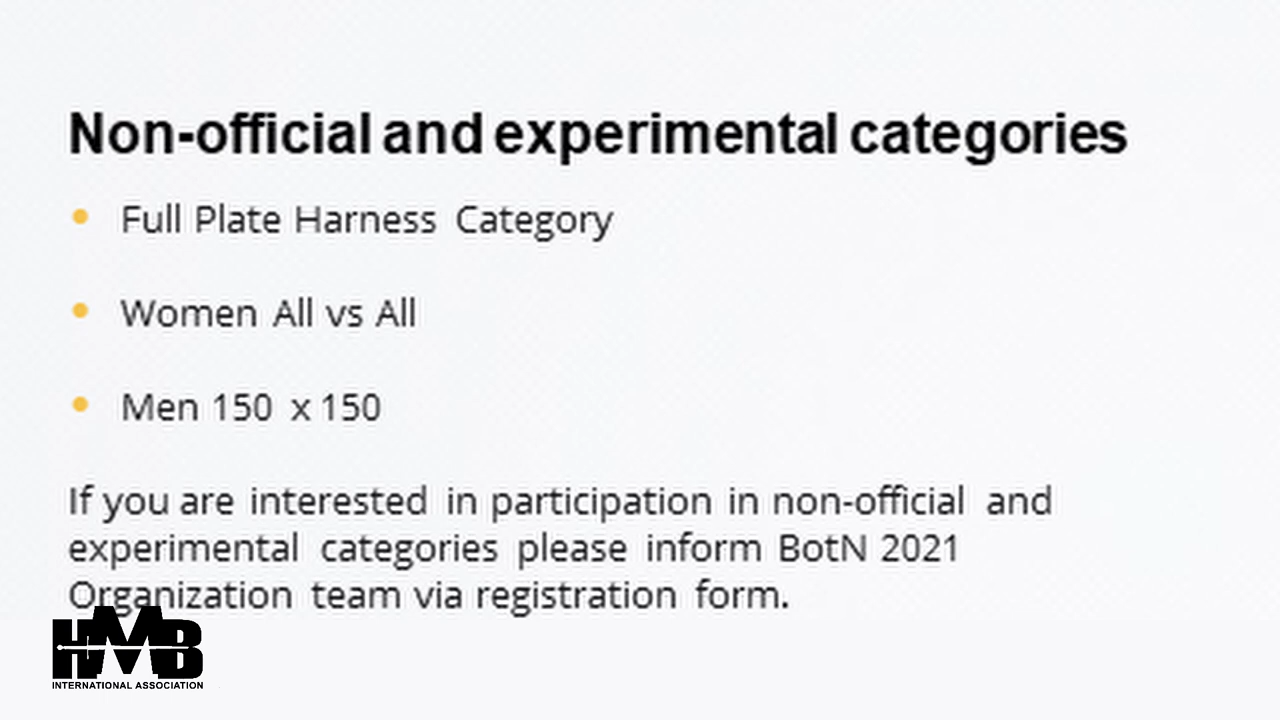 Non-official and experimental categories
Full Plate Harness Category
Women All vs All
Men 150 x 150
If you are interested in participation in non-official and
experimental categories please inform BotN 2021
Organization team via registration form.
HMB
INTERNATIONAL ASSOCIATION